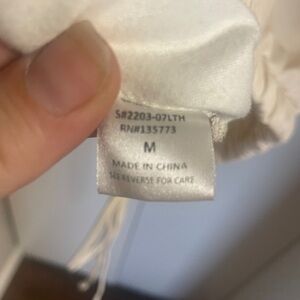 S#2203-07LTH
RN#135773
M
MADE IN CHINA
SEE REVERSE FOR CARE